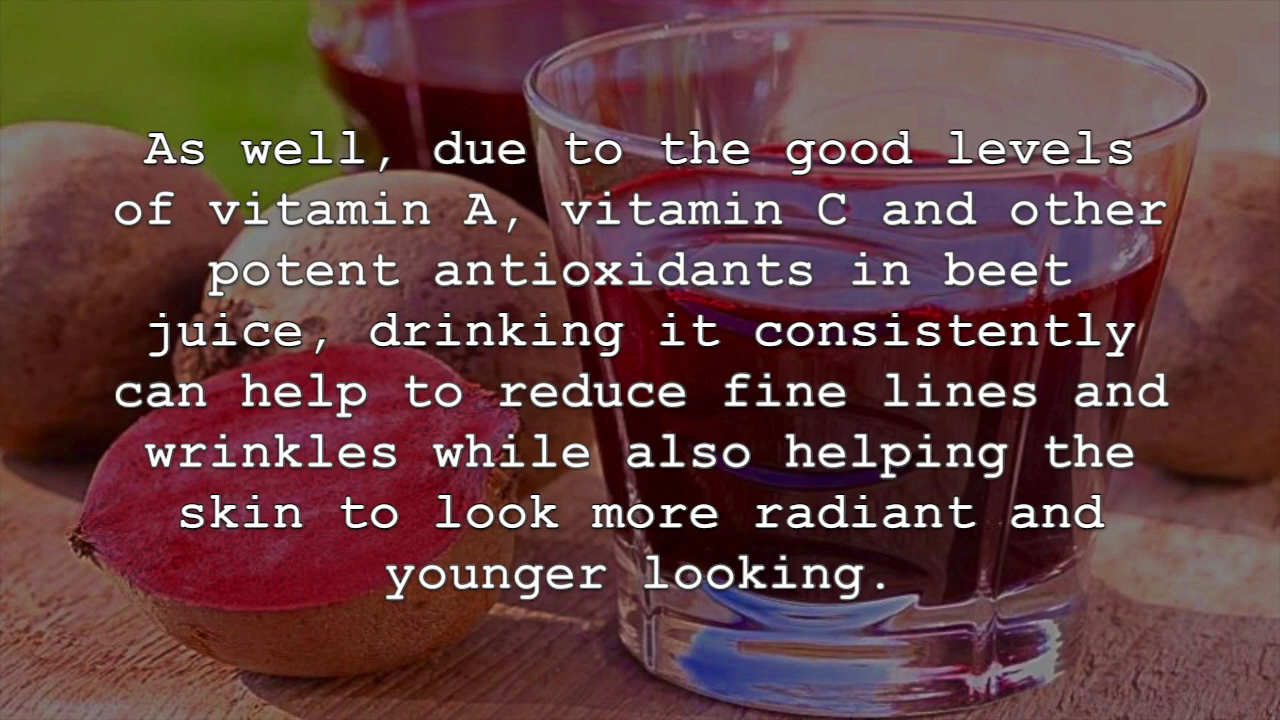 As well, due to the good levels
of vitamin A, vitamin C and other
potent antioxidants in beet
juice, drinking it consistently
can help to reduce fine lines and
wrinkles while also helping the
skin to look more radiant and
younger looking.